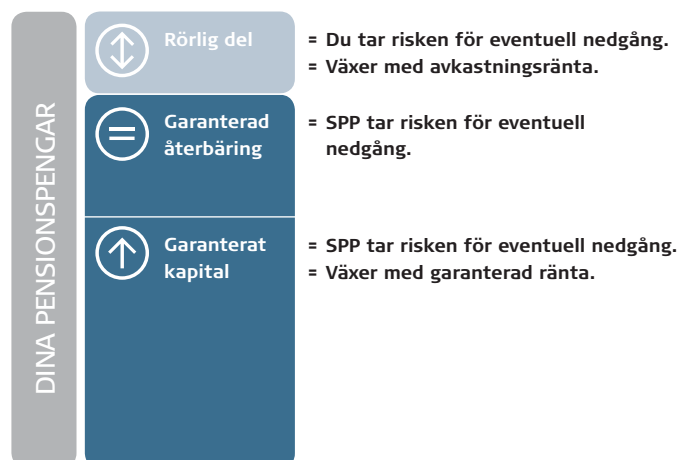 DINA PENSIONSPENGAR
Rörlig del
= Du tar risken för eventuell nedgång.
= Växer med avkastningsränta.
Garanterad
återbäring
= SPP tar risken för eventuell
nedgång.
Garanterat
kapital
= SPP tar risken för eventuell nedgång.
= Växer med garanterad ränta.